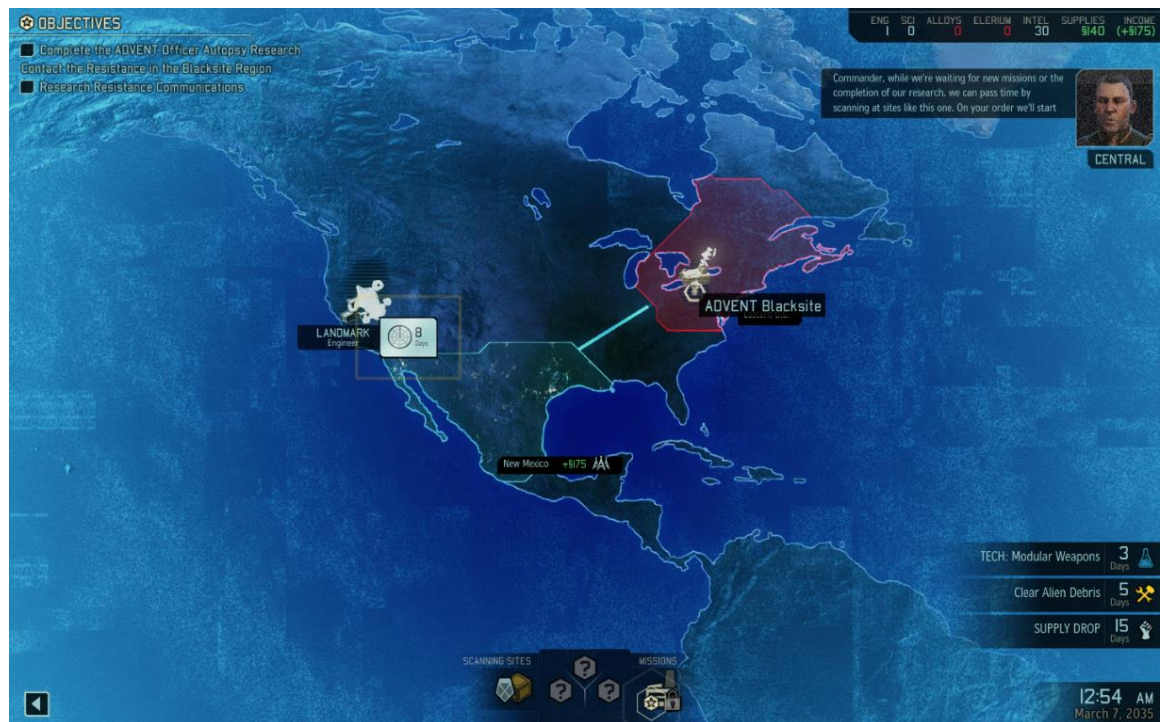 OBJECTIVES
Complete the ADVENT Officer Autopsy Research
Contact the Resistance in the Blacksite Region
Research Resistance Communications
ENG SCI ALLOYS ELERIUM INTEL SUPPLIES INCOME
1 0 0 0 30 §140 (+§175)
Commander, while we're waiting for new missions or the
completion of our research, we can pass time by
scanning at sites like this one. On your order we'll start
CENTRAL
ADVENT Blacksite
LANDMARK
Engineer
8
Days
New Mexico +§175
TECH: Modular Weapons 3 Days
Clear Alien Debris 5 Days
SUPPLY DROP 15 Days
SCANNING SITES
MISSIONS
12:54 AM
March 7, 2035